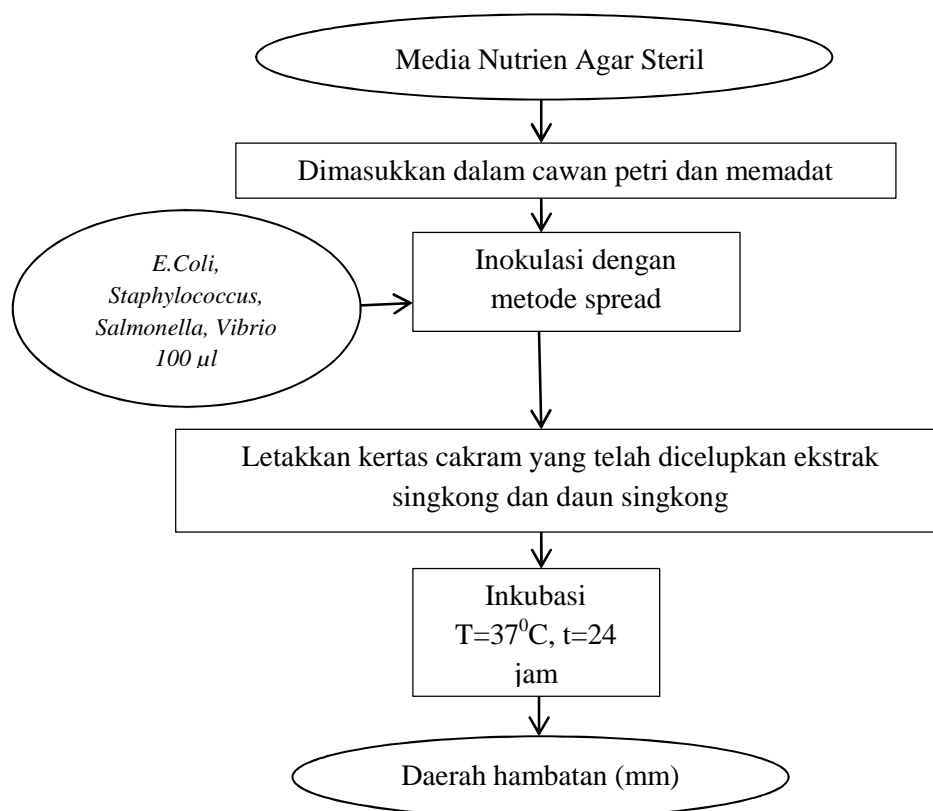 Media Nutrien Agar Steril
Dimasukkan dalam cawan petri dan memadat
E.Coli,
Staphylococcus,
Salmonella, Vibrio
100 µl
Inokulasi dengan
metode spread
Letakkan kertas cakram yang telah dicelupkan ekstrak
singkong dan daun singkong
Inkubasi
T=37⁰C, t=24
jam
Daerah hambatan (mm)